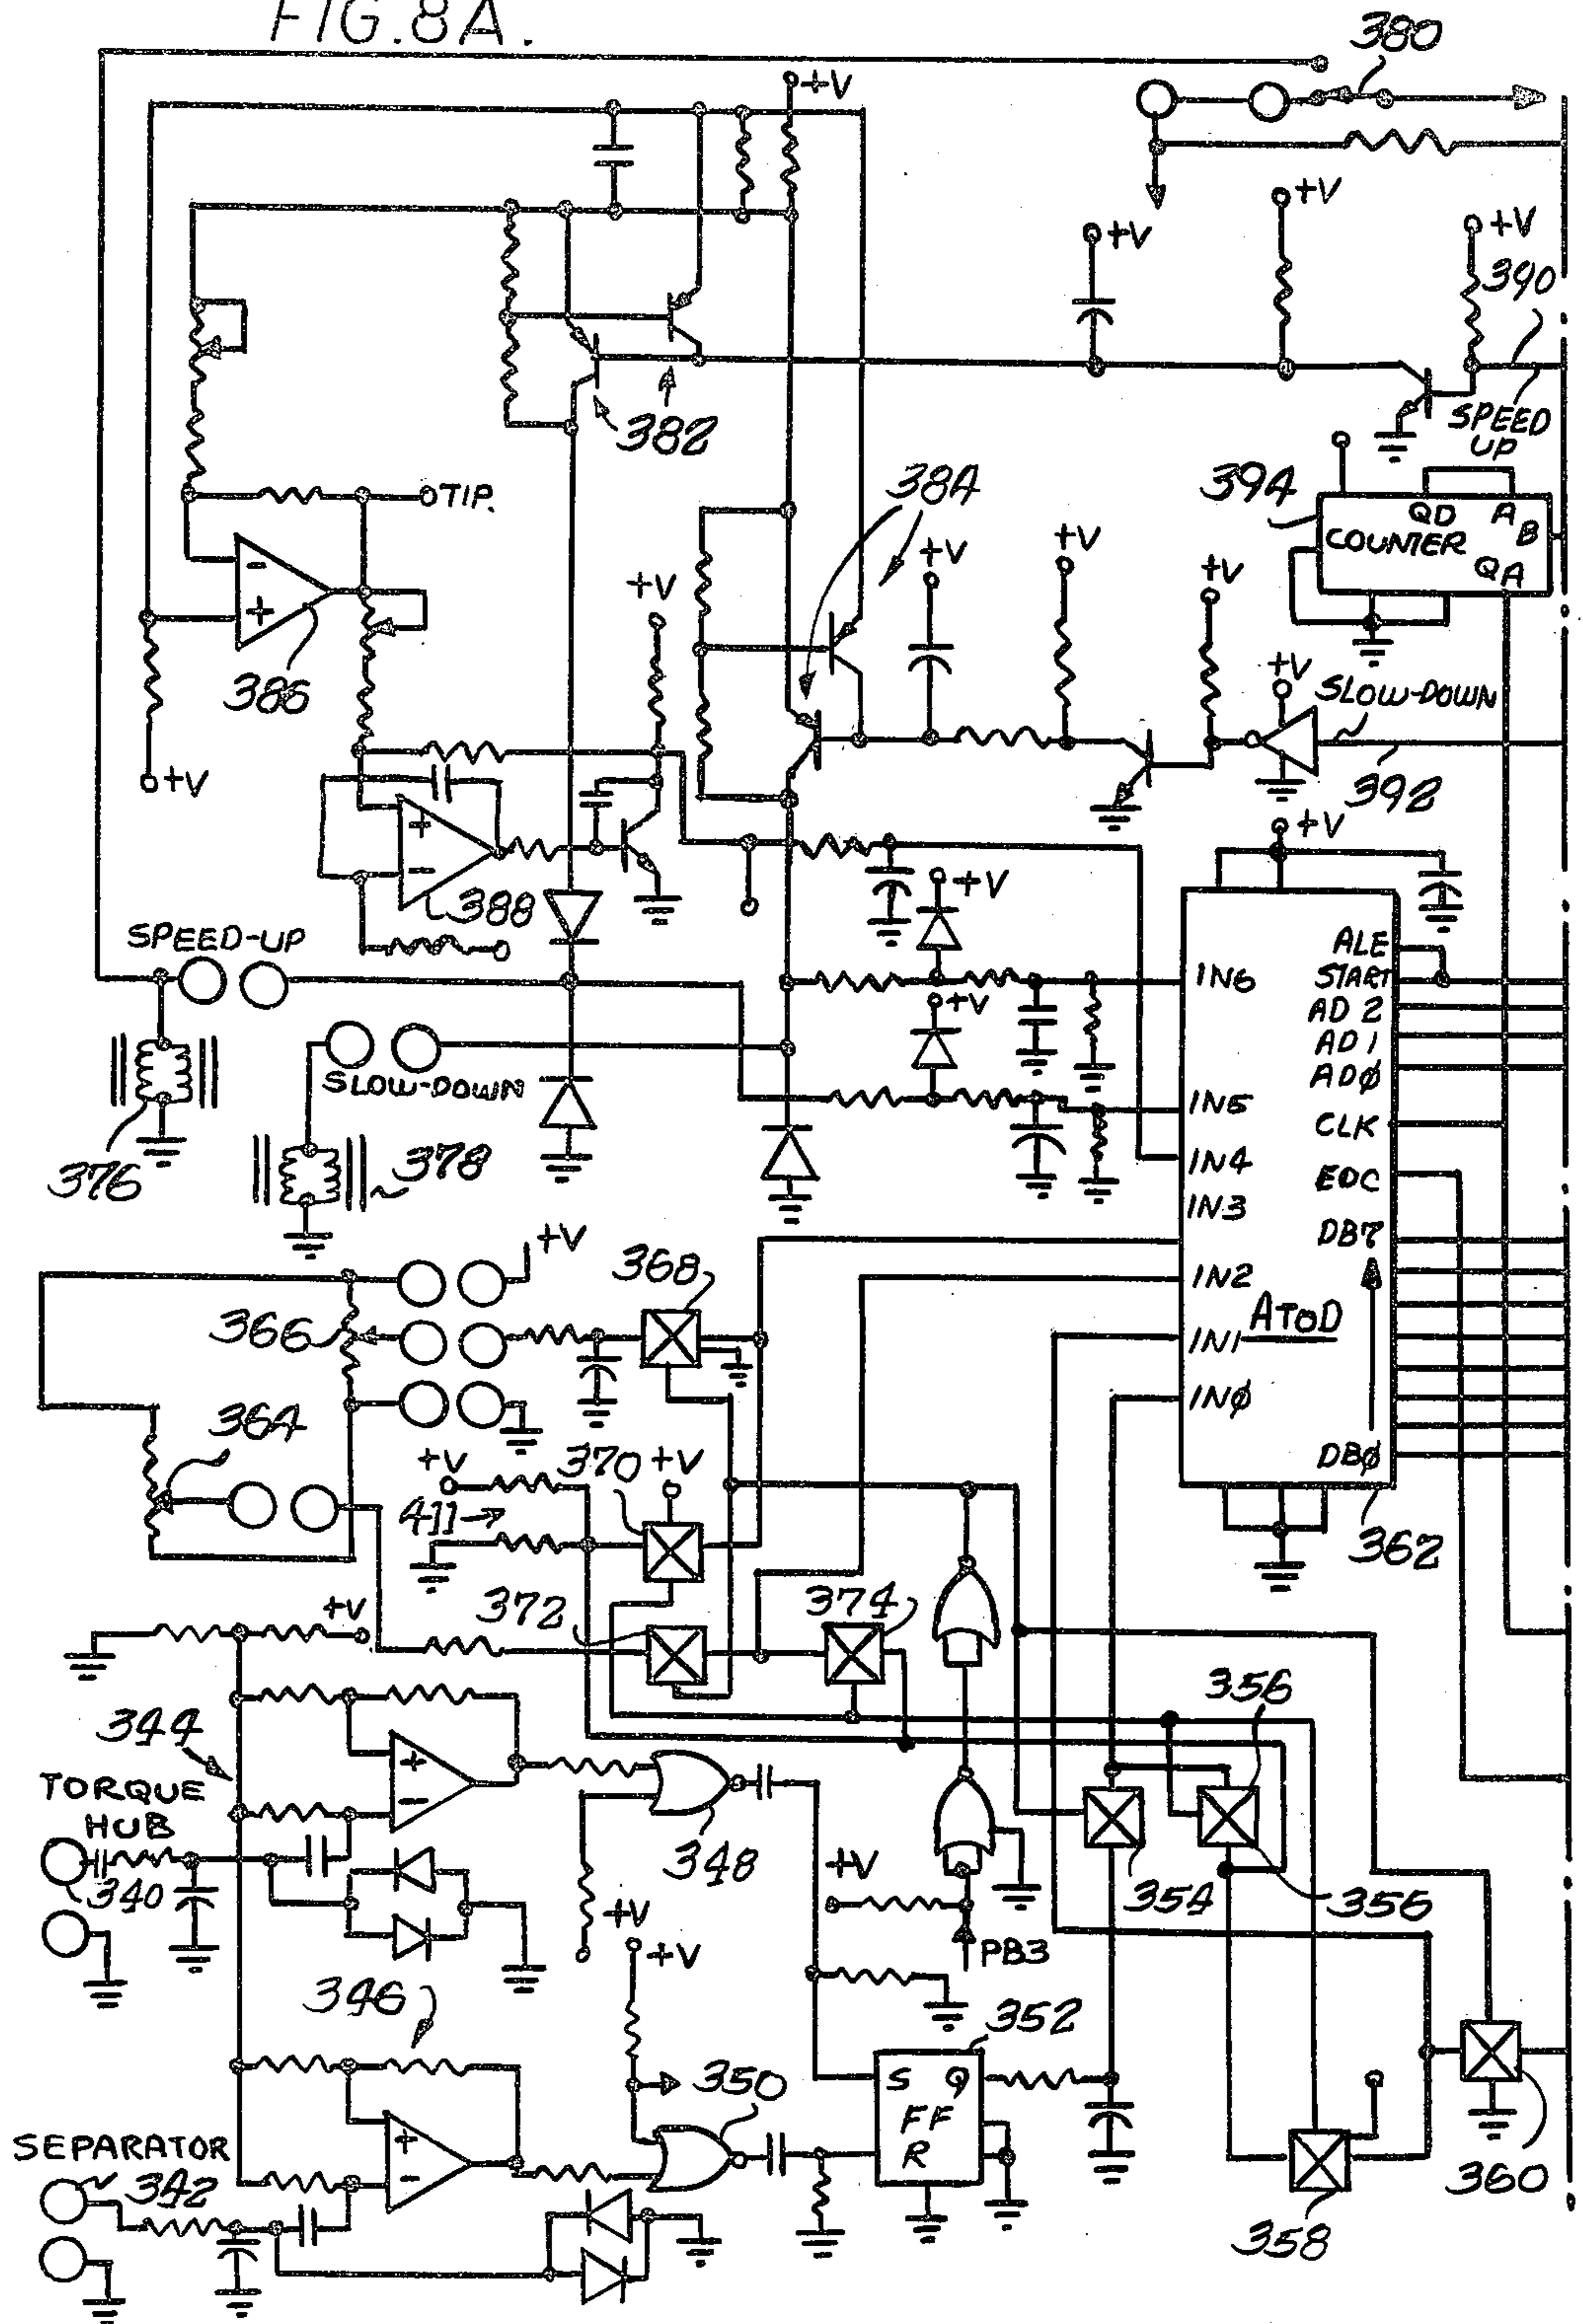 FIG.8A.
380
+V
+V
+V
+V
390
SPEED
UP
382
384
394
QD A
B
COUNTER
QA
TIP.
-
+
386
+V
+V
+V
+V
+V
SLOW-DOWN
392
+V
+
-
388
+V
+V
+V
SPEED-UP
SLOW-DOWN
376
378
IN6
IN5
IN4
IN3
IN2
IN1
INØ
ALE
START
AD 2
AD 1
ADØ
CLK
EOC
DB7
DBØ
AToD
362
+V
366
368
364
+V
370
+V
411
372
374
+V
344
+
-
TORQUE
HUB
340
348
+V
+V
+V
PB3
354
356
356
346
352
350
S Q
FF
R
+
-
SEPARATOR
342
358
360